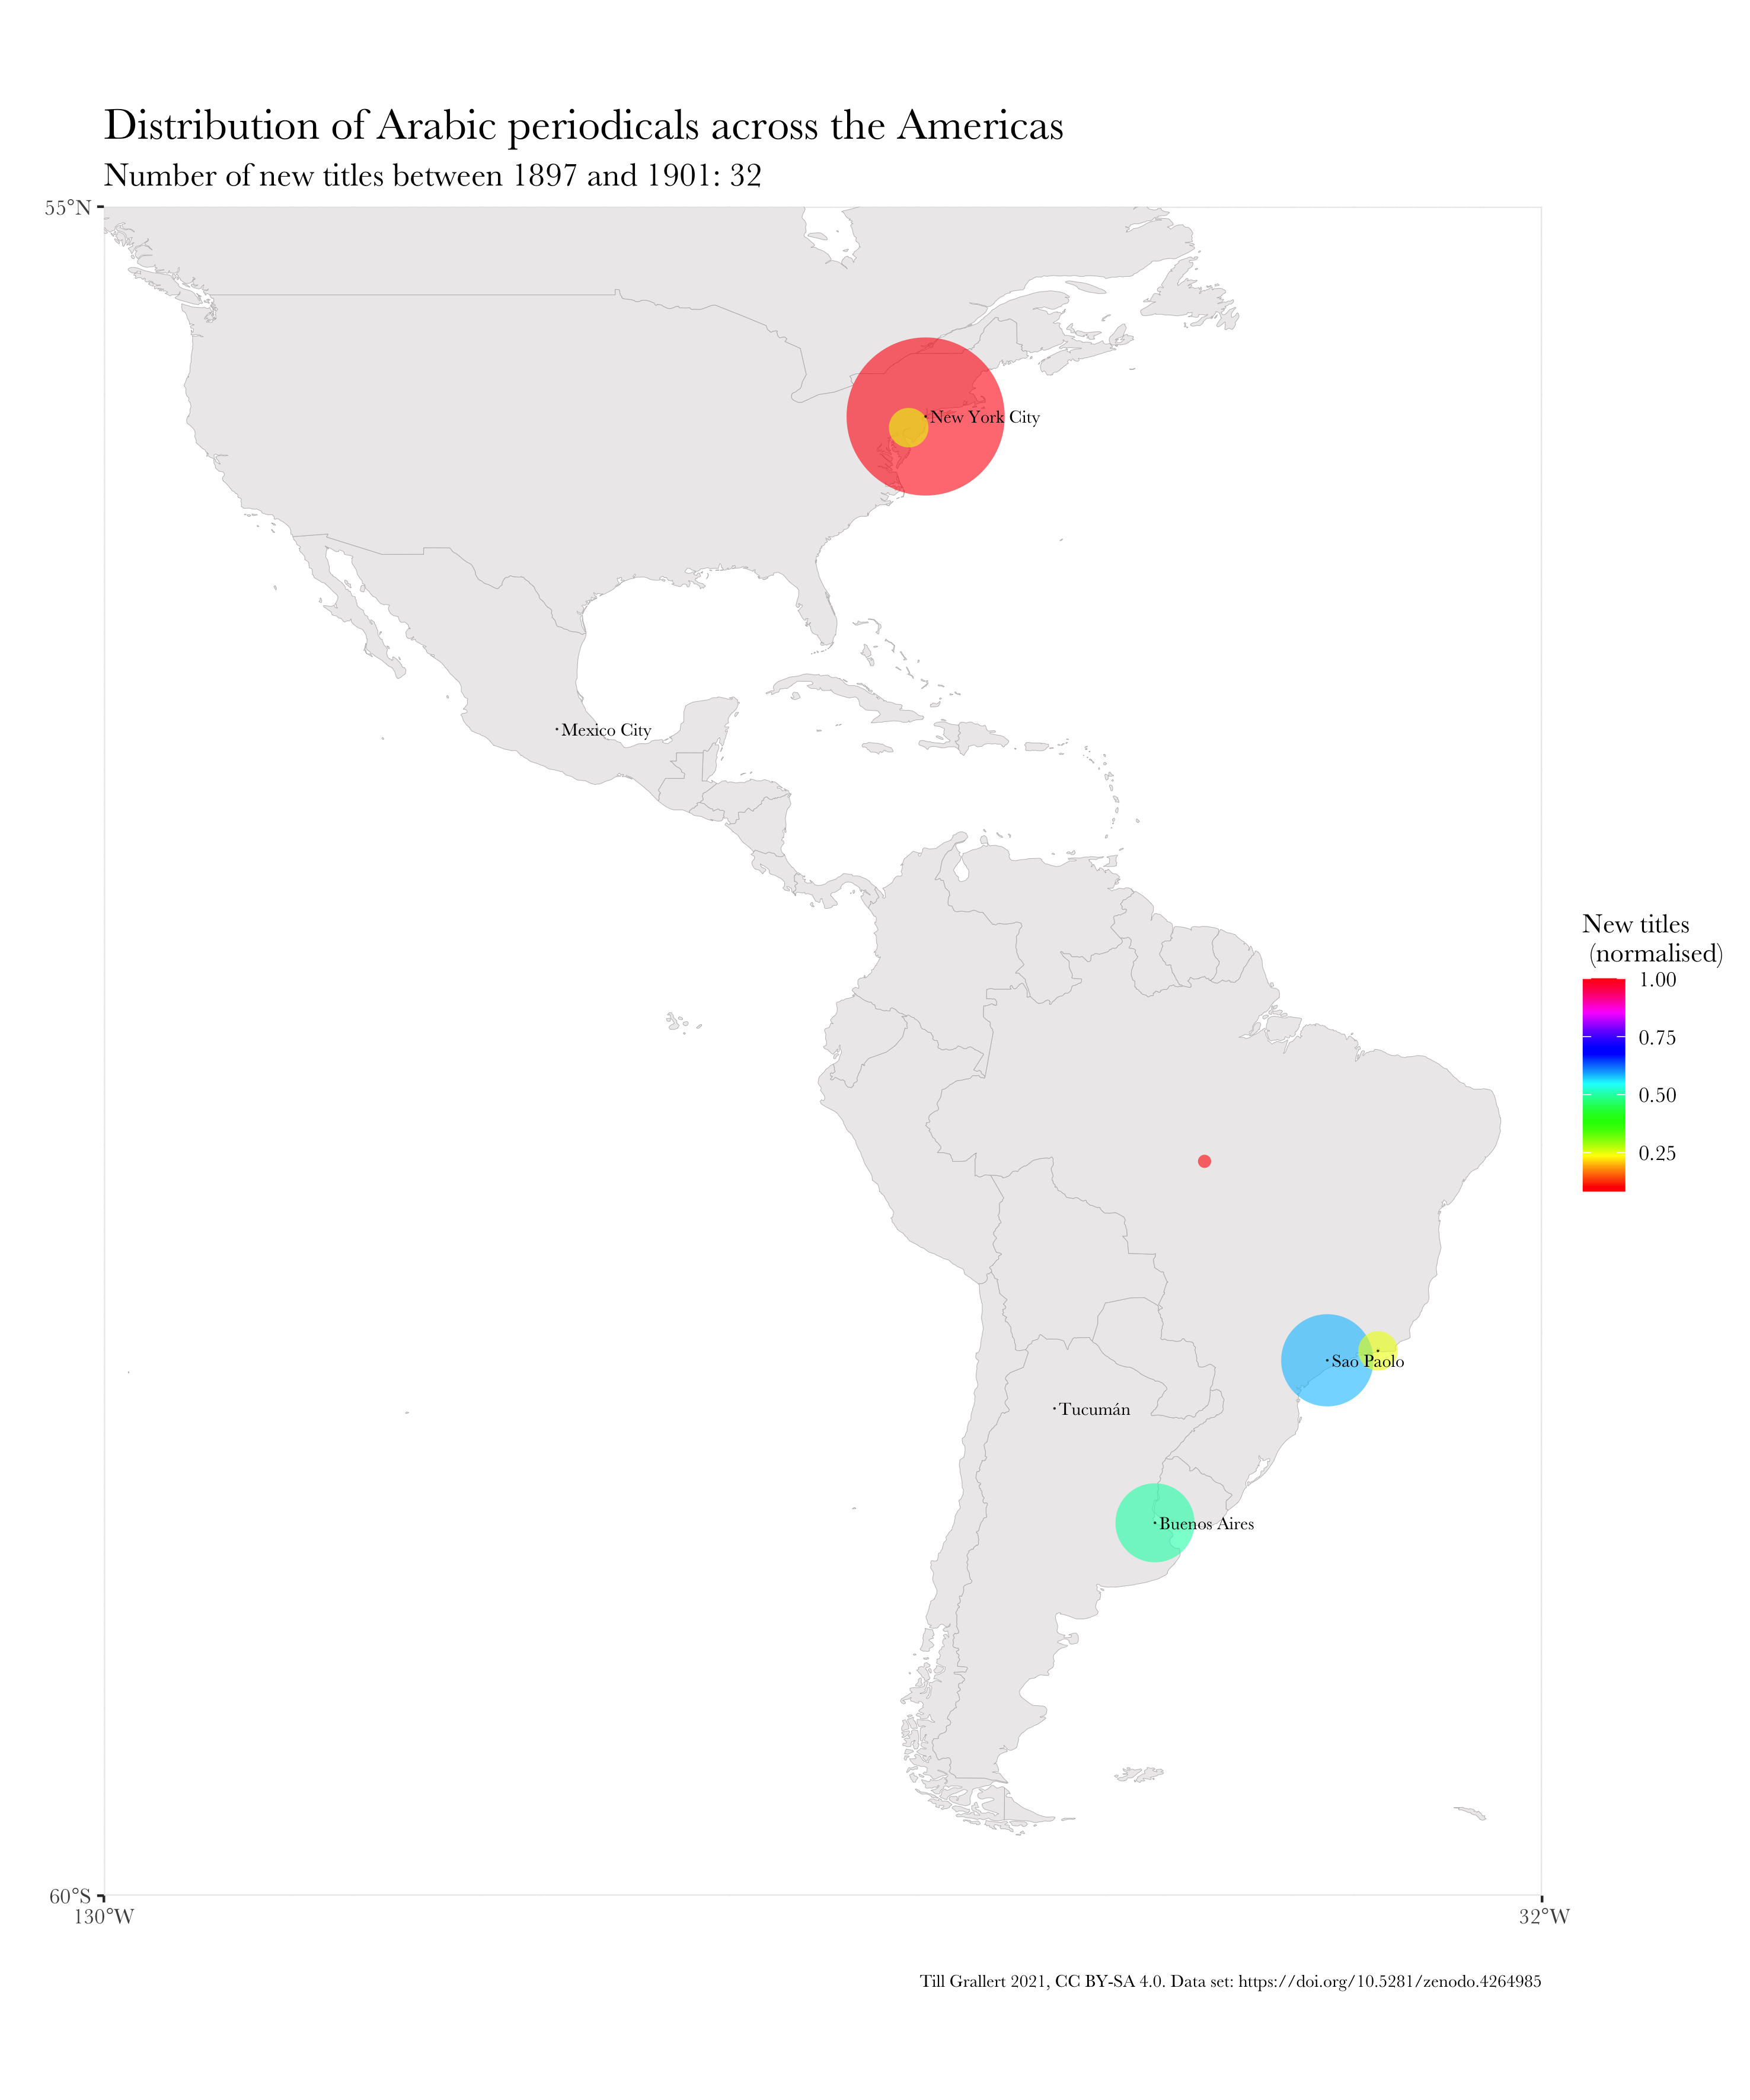 Distribution of Arabic periodicals across the Americas
Number of new titles between 1897 and 1901: 32
55°N
New York City
Mexico City
New titles
(normalised)
1.00
0.75
0.50
0.25
Sao Paolo
Tucumán
Buenos Aires
60°S
130°W
32°W
Till Grallert 2021, CC BY-SA 4.0. Data set: https://doi.org/10.5281/zenodo.4264985